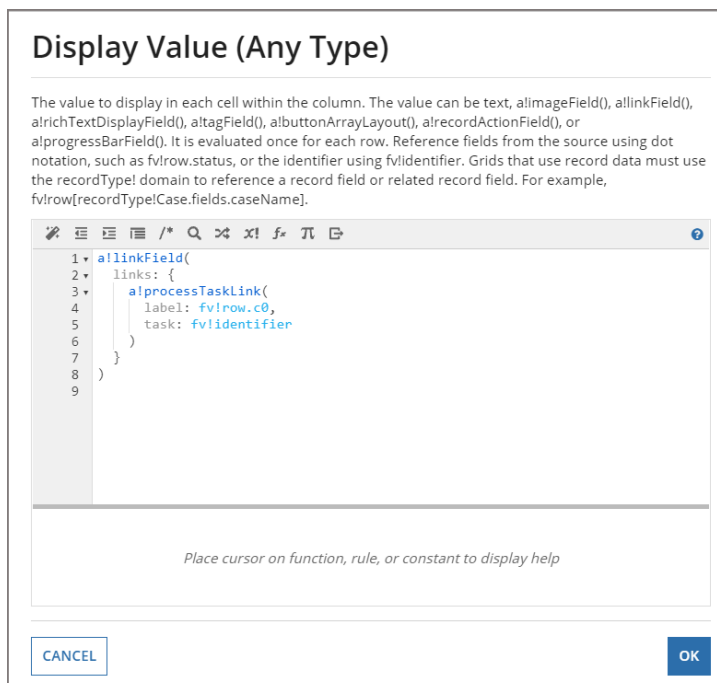 Display Value (Any Type)
The value to display in each cell within the column. The value can be text, a!imageField(), a!linkField(),
a!richTextDisplayField(), a!tagField(), a!buttonArrayLayout(), a!recordActionField(), or
a!progressBarField(). It is evaluated once for each row. Reference fields from the source using dot
notation, such as fv!row.status, or the identifier using fv!identifier. Grids that use record data must use
the recordType! domain to reference a record field or related record field. For example,
fv!row[recordType!Case.fields.caseName].
/* x! fx π ?
1 a!linkField(
2 links: {
3 a!processTaskLink(
4 label: fv!row.c0,
5 task: fv!identifier
6 )
7 }
8 )
9
Place cursor on function, rule, or constant to display help
CANCEL OK